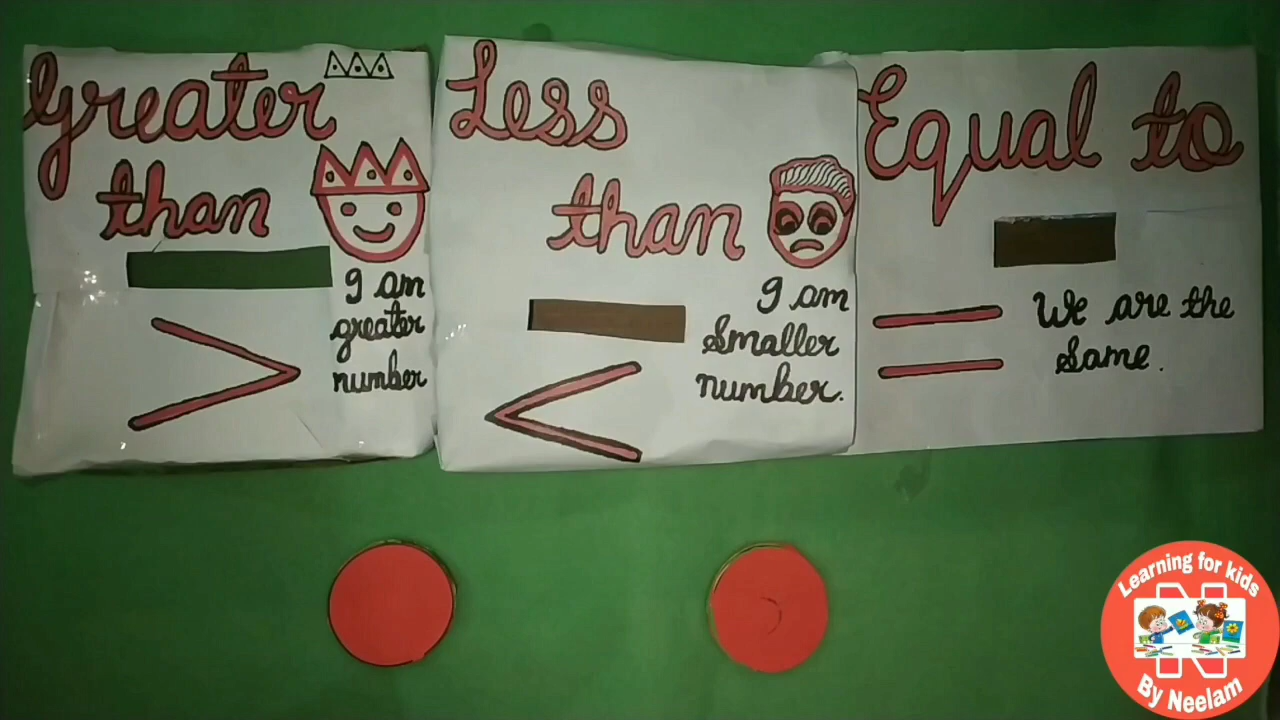 Greater
than
I am
greater
number
>
Less
than
I am
Smaller
number.
<
Equal to
=
We are the
Same.
Learning for kids
N
By Neelam